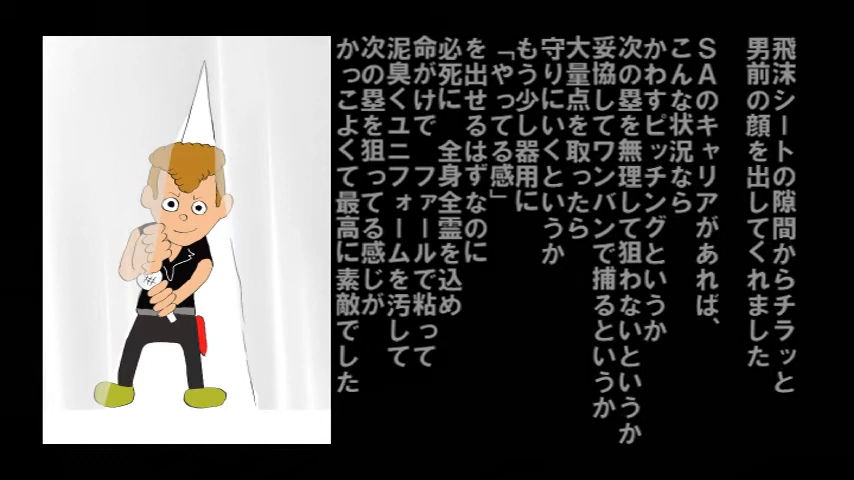 飛沫シートの隙間からチラッと
男前の顔を出してくれました
SAのキャリアがあれば、
こんな状況なら
かわすピッチングというか
次の塁を無理して狙わないというか
妥協してワンバンで捕るというか
大量点を取ったら
守りにいくというか
もう少し器用に
「やってる感」
を出せるはずなのに
必死に 全身全霊を込め
命がけで ファールで粘って
泥臭くユニフォームを汚して
次の塁を狙ってる感じが
かっこよくて最高に素敵でした